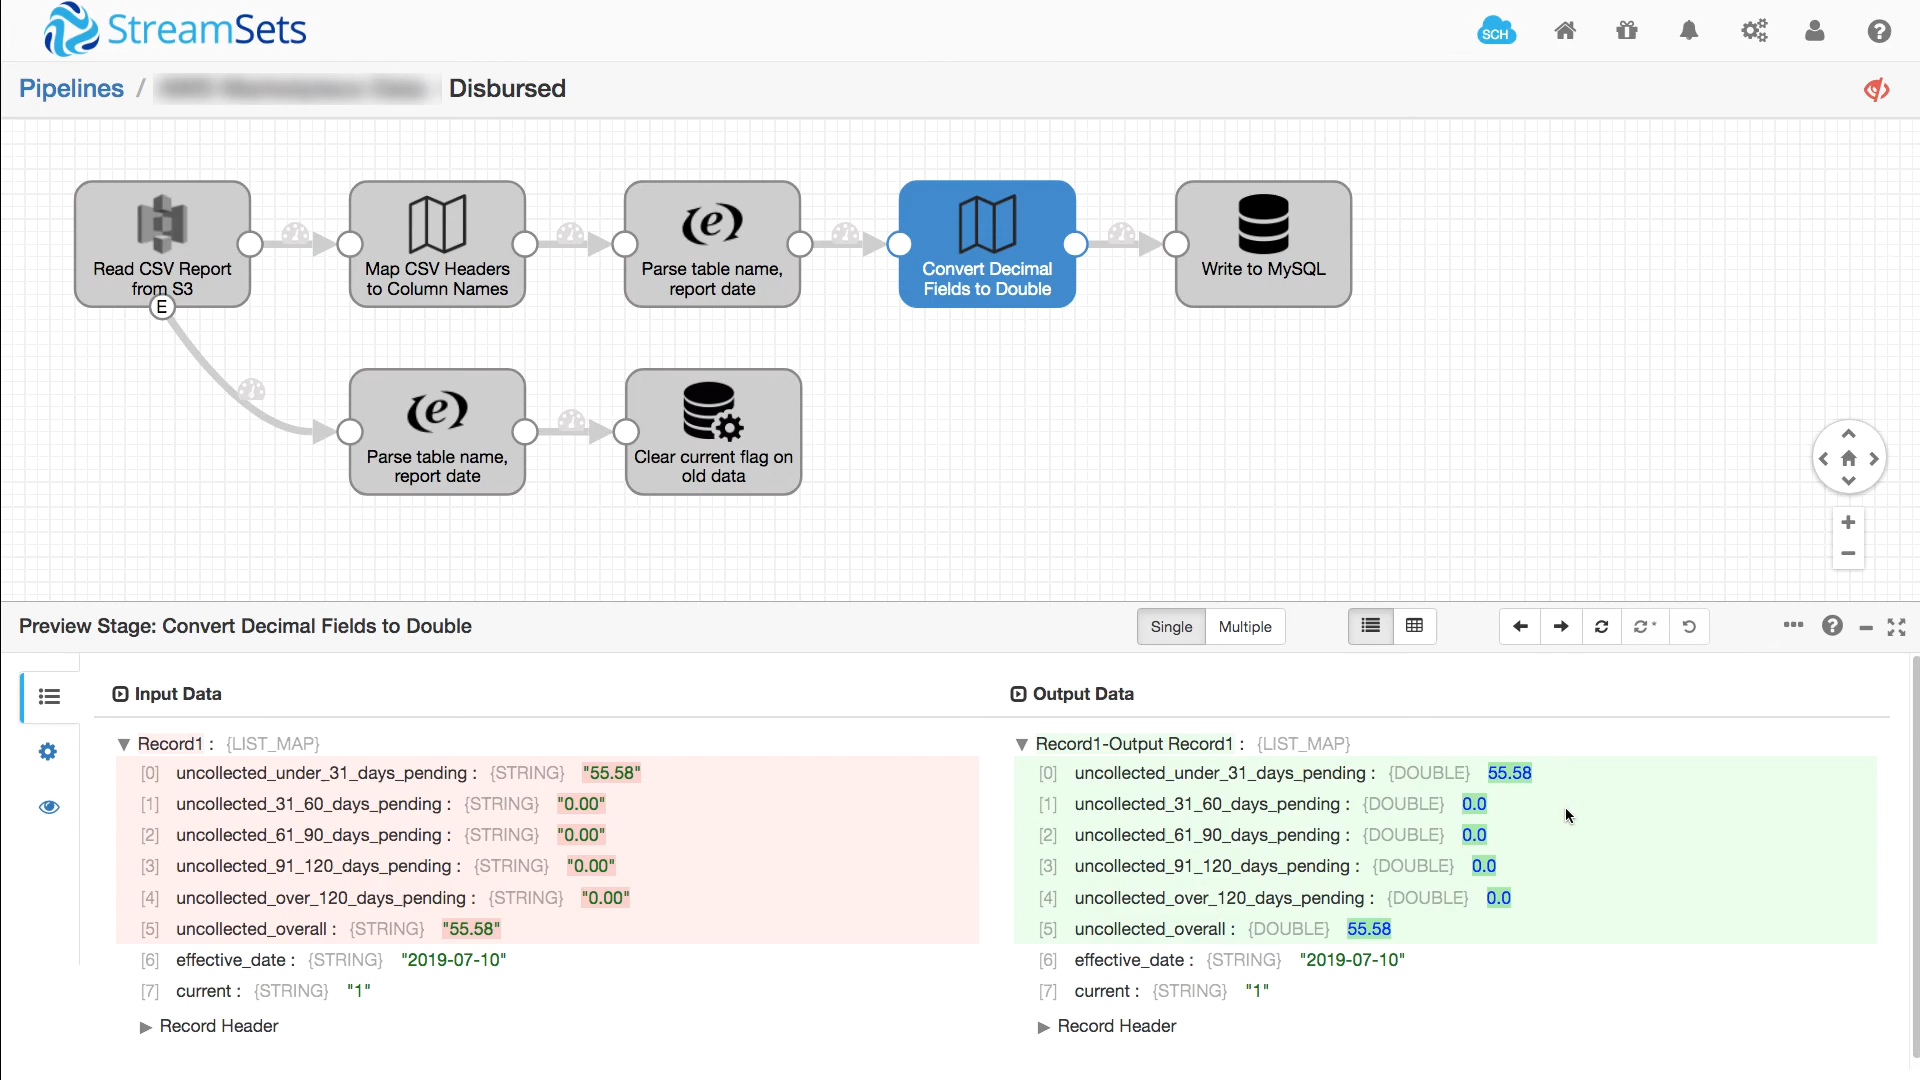 StreamSets
SCH
Pipelines / Disbursed
Read CSV Report
from S3
E
Map CSV Headers
to Column Names
Parse table name,
report date
Convert Decimal
Fields to Double
Write to MySQL
Parse table name,
report date
Clear current flag on
old data
Preview Stage: Convert Decimal Fields to Double
Single
Multiple
Input Data
Record1 : {LIST_MAP}
[0] uncollected_under_31_days_pending : {STRING} "55.58"
[1] uncollected_31_60_days_pending : {STRING} "0.00"
[2] uncollected_61_90_days_pending : {STRING} "0.00"
[3] uncollected_91_120_days_pending : {STRING} "0.00"
[4] uncollected_over_120_days_pending : {STRING} "0.00"
[5] uncollected_overall : {STRING} "55.58"
[6] effective_date : {STRING} "2019-07-10"
[7] current : {STRING} "1"
Record Header
Output Data
Record1-Output Record1 : {LIST_MAP}
[0] uncollected_under_31_days_pending : {DOUBLE} 55.58
[1] uncollected_31_60_days_pending : {DOUBLE} 0.0
[2] uncollected_61_90_days_pending : {DOUBLE} 0.0
[3] uncollected_91_120_days_pending : {DOUBLE} 0.0
[4] uncollected_over_120_days_pending : {DOUBLE} 0.0
[5] uncollected_overall : {DOUBLE} 55.58
[6] effective_date : {STRING} "2019-07-10"
[7] current : {STRING} "1"
Record Header